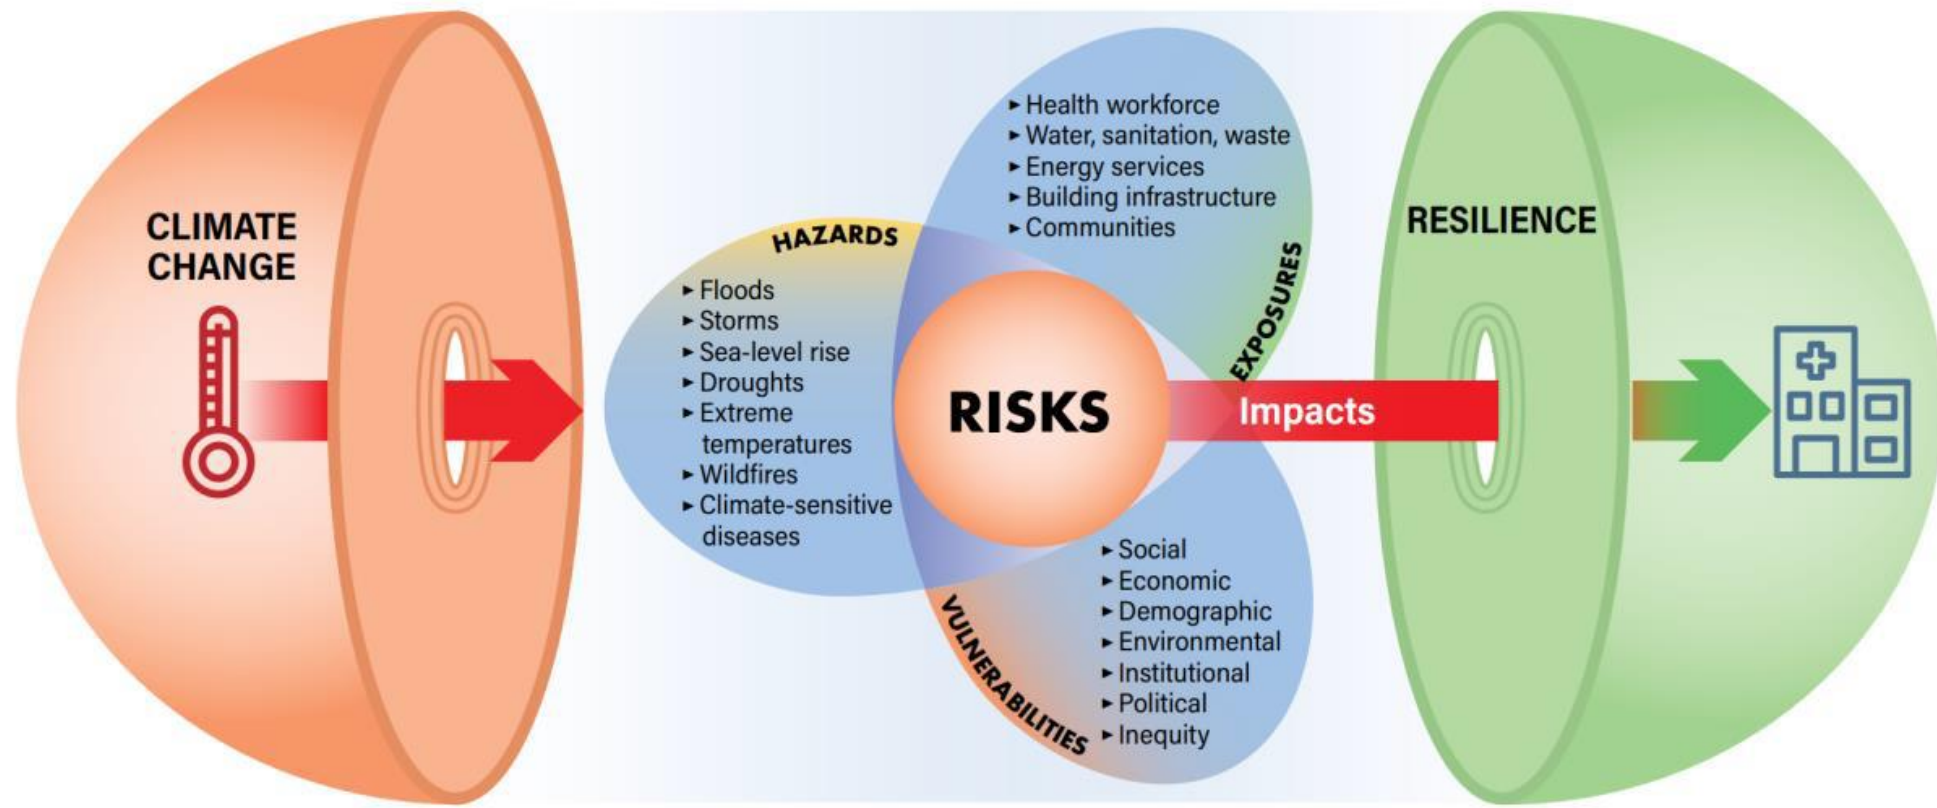 CLIMATE
CHANGE
HAZARDS
► Floods
► Storms
► Sea-level rise
► Droughts
► Extreme
temperatures
► Wildfires
► Climate-sensitive
diseases
► Health workforce
► Water, sanitation, waste
► Energy services
► Building infrastructure
► Communities
EXPOSURES
RISKS
Impacts
VULNERABILITIES
► Social
► Economic
► Demographic
► Environmental
► Institutional
► Political
► Inequity
RESILIENCE